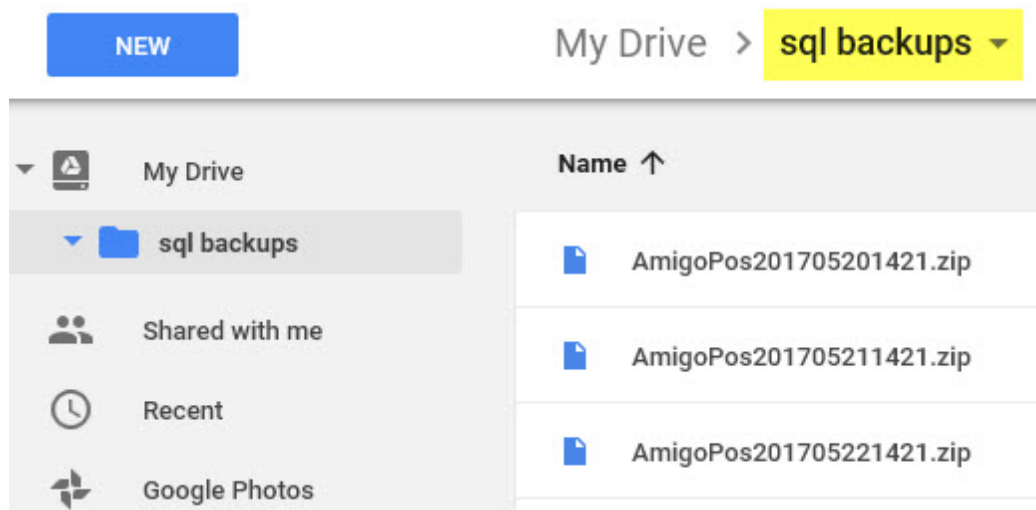 NEW
My Drive > sql backups
My Drive
sql backups
Shared with me
Recent
Google Photos
Name ↑
AmigoPos201705201421.zip
AmigoPos201705211421.zip
AmigoPos201705221421.zip